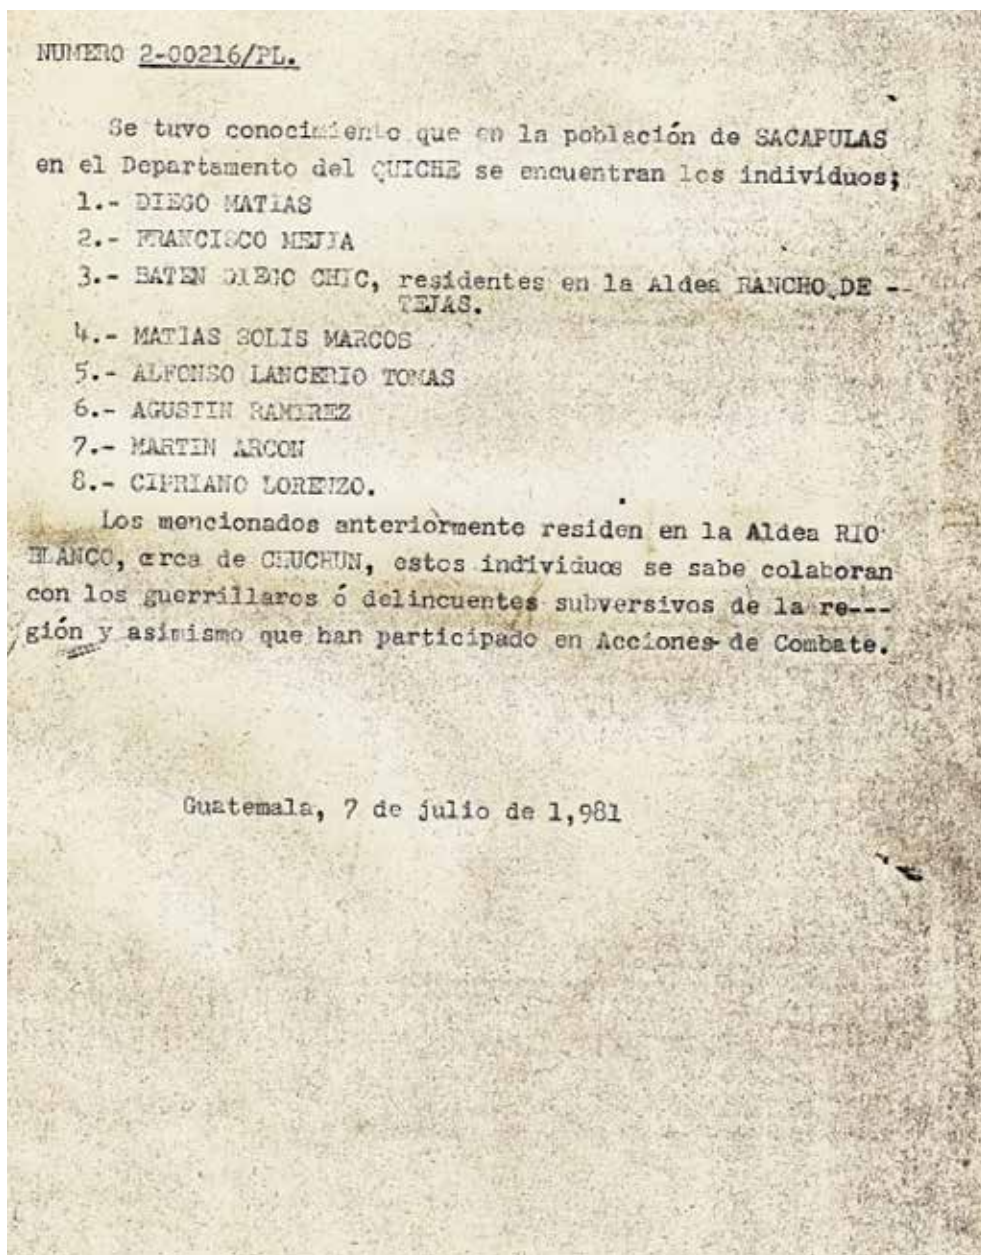 NUMERO 2-00216/PL.
Se tuvo conocimiento que en la población de SACAPULAS
en el Departamento del QUICHE se encuentran los individuos;
1.- DIEGO MATIAS
2.- FRANCISCO MEJIA
3.- BATEN DIEGO CHIC, residentes en la Aldea RANCHO DE --
TEJAS.
4.- MATIAS SOLIS MARCOS
5.- ALFONSO LANCERIO TOMAS
6.- AGUSTIN RAMIREZ
7.- MARTIN ARCON
8.- CIPRIANO LORENZO.
Los mencionados anteriormente residen en la Aldea RIO
BLANCO, cerca de CHUCHUN, estos individuos se sabe colaboran
con los guerrillaros ó delincuentes subversivos de la re---
gión y asimismo que han participado en Acciones de Combate.
Guatemala, 7 de julio de 1,981